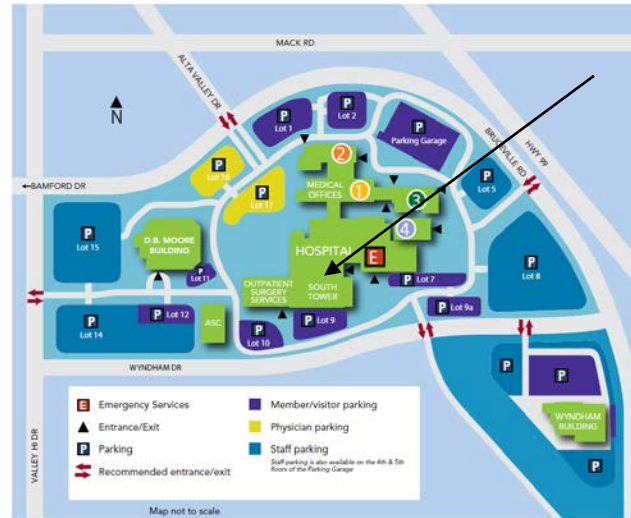 MACK RD
ALTA VALLEY DR
N
P
Lot 1
P
Lot 2
P
Parking Garage
BRUCEVILLE RD
HWY 99
←BAMFORD DR
P
Lot 16
P
Lot 17
2
MEDICAL
OFFICES
1
3
4
P
Lot 5
P
Lot 15
D.B. MOORE
BUILDING
P
Lot 11
HOSPITAL
E
P
Lot 7
P
Lot 8
OUTPATIENT
SURGERY
SERVICES
SOUTH
TOWER
P
Lot 9a
P
Lot 12
P
Lot 14
ASC
P
Lot 10
P
Lot 9
WYNDHAM DR
P
P
WYNDHAM
BUILDING
P
VALLEY HI DR
E Emergency Services
Entrance/Exit
P Parking
Recommended entrance/exit
Member/visitor parking
Physician parking
Staff parking
Staff parking is also available on the 4th & 5th
floors of the Parking Garage
Map not to scale